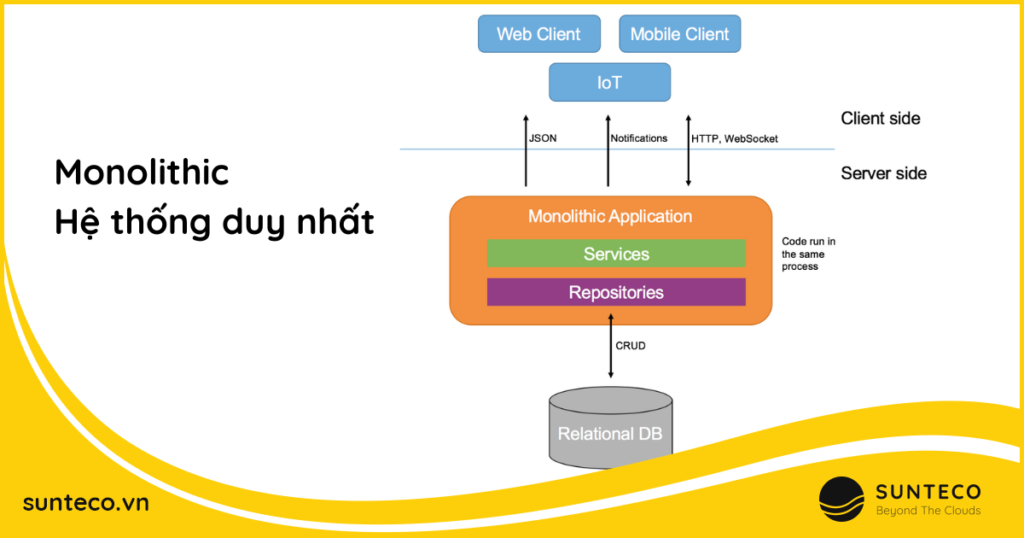 Web Client
Mobile Client
IoT
Client side
JSON
Notifications
HTTP, WebSocket
Monolithic
Hệ thống duy nhất
Server side
Monolithic Application
Services
Repositories
Code run in
the same
process
CRUD
Relational DB
sunteco.vn
SUNTECO
Beyond The Clouds